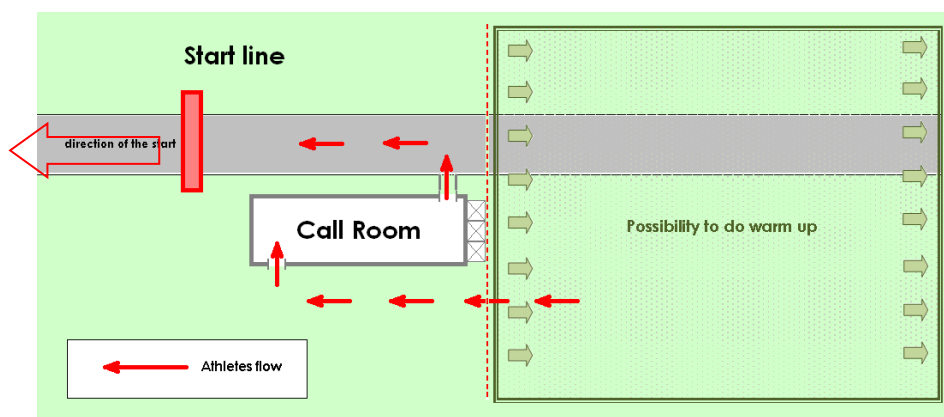 Start line
direction of the start
Call Room
Possibility to do warm up
Athletes flow